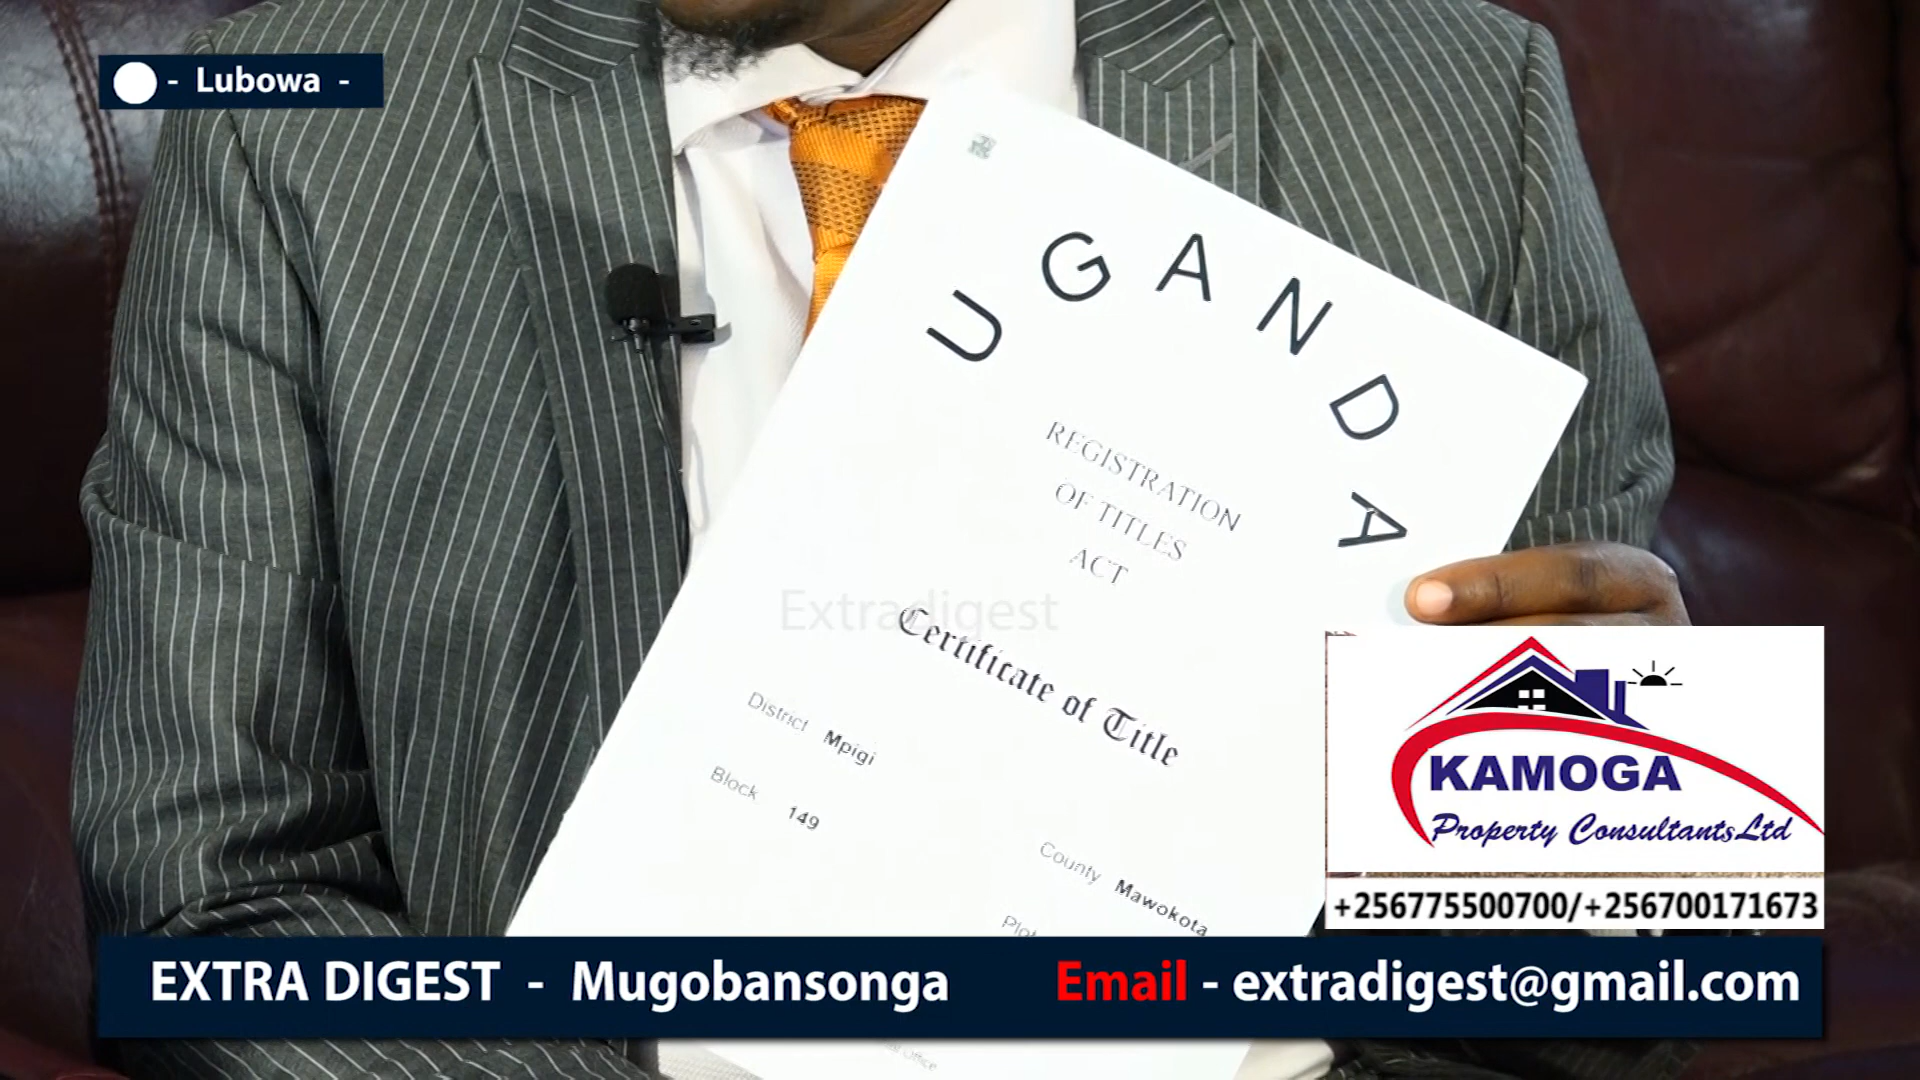 - Lubowa -
UGANDA
REGISTRATION
OF TITLES
ACT
Extradigest
Certificate of Title
District Mpigi
Block 149
County Mawokota
KAMOGA
Property Consultants Ltd
+256775500700/+256700171673
EXTRA DIGEST - Mugobansonga
Email - extradigest@gmail.com
Office